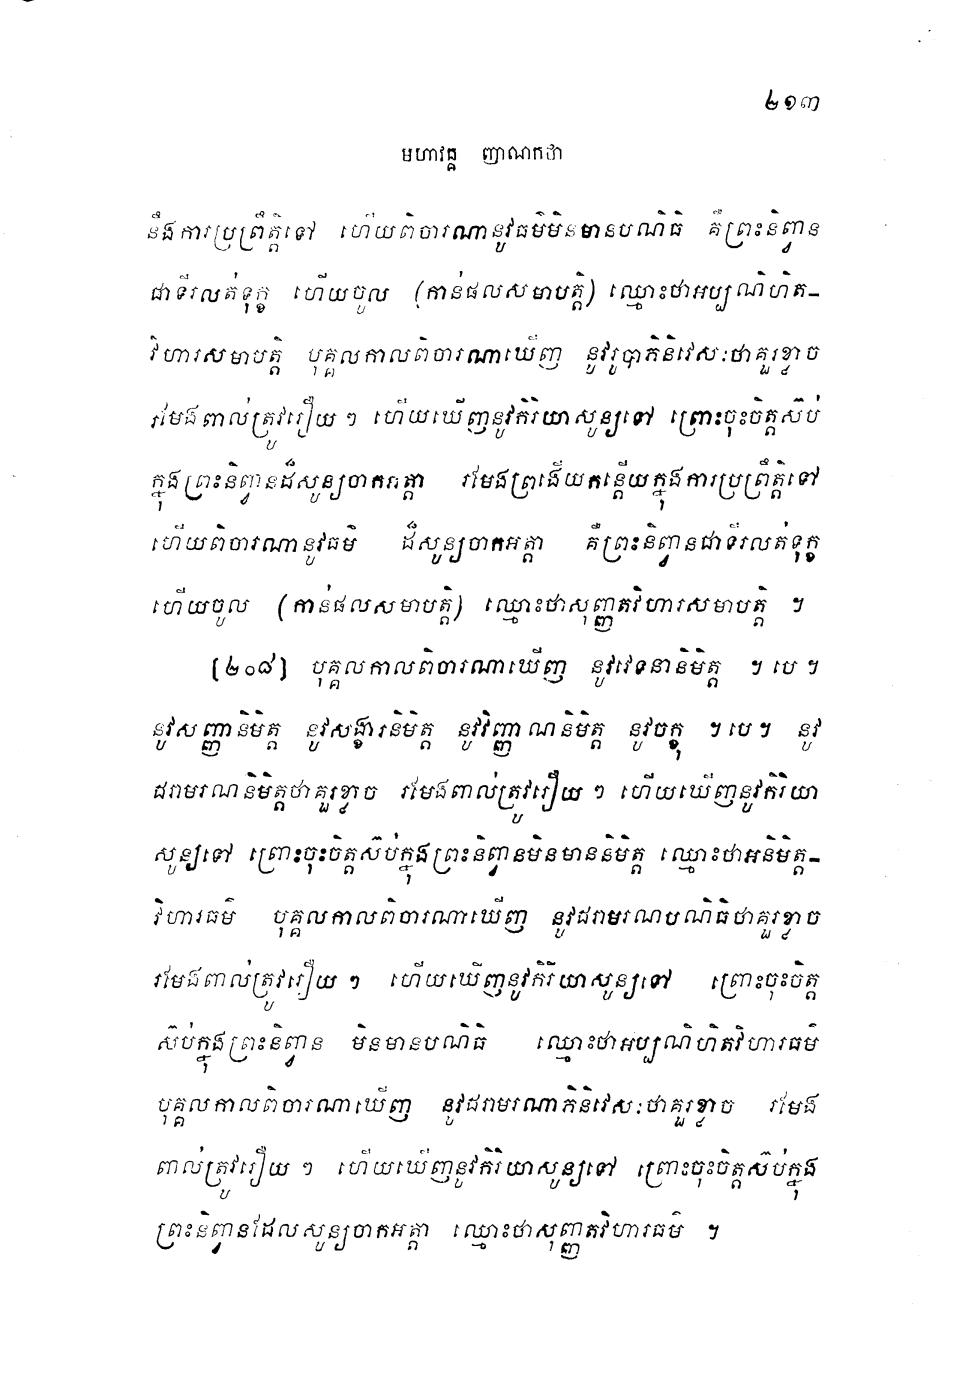 ២១៣
មហាវគ្គ ញាណកថា
នឹងការប្រព្រឹត្តិទៅ ហើយពិចារណានូវធម៌មិនមានបណិធិ គឺព្រះនិព្វាន
ជាទីរលត់ទុក្ខ ហើយចូល (កាន់ផលសមាបត្តិ) ឈ្មោះថាអប្បណិហិត–
វិហារសមាបត្តិ បុគ្គលកាលពិចារណាឃើញ នូវរូបាភិនិវេសៈថាគួរខ្លាច
រមែងពាល់ត្រូវរឿយ ៗ ហើយឃើញនូវកិរិយាសូន្យទៅ ព្រោះចុះចិត្តស៊ប់
ក្នុងព្រះនិព្វានដ៏សូន្យចាកអត្តា រមែងព្រងើយកន្តើយក្នុងការប្រព្រឹត្តិទៅ
ហើយពិចារណានូវធម៌ ដ៏សូន្យចាកអត្តា គឺព្រះនិព្វានជាទីរលត់ទុក្ខ
ហើយចូល (កាន់ផលសមាបត្តិ) ឈ្មោះថាសុញ្ញតវិហារសមាបត្តិ ។
[២០៨] បុគ្គលកាលពិចារណាឃើញ នូវវេទនានិមិត្ត ។ បេ ។
នូវសញ្ញានិមិត្ត នូវសង្ខារនិមិត្ត នូវវិញ្ញាណនិមិត្ត នូវចក្ខុ ។ បេ ។ នូវ
ជរាមរណនិមិត្តថាគួរខ្លាច រមែងពាល់ត្រូវរឿយ ៗ ហើយឃើញនូវកិរិយា
សូន្យទៅ ព្រោះចុះចិត្តស៊ប់ក្នុងព្រះនិព្វានមិនមាននិមិត្ត ឈ្មោះថាអនិមិត្ត–
វិហារធម៌ បុគ្គលកាលពិចារណាឃើញ នូវជរាមរណបណិធិថាគួរខ្លាច
រមែងពាល់ត្រូវរឿយ ៗ ហើយឃើញនូវកិរិយាសូន្យទៅ ព្រោះចុះចិត្ត
ស៊ប់ក្នុងព្រះនិព្វាន មិនមានបណិធិ ឈ្មោះថាអប្បណិហិតវិហារធម៌
បុគ្គលកាលពិចារណាឃើញ នូវជរាមរណាភិនិវេសៈថាគួរខ្លាច រមែង
ពាល់ត្រូវរឿយ ៗ ហើយឃើញនូវកិរិយាសូន្យទៅ ព្រោះចុះចិត្តស៊ប់ក្នុង
ព្រះនិព្វានដែលសូន្យចាកអត្តា ឈ្មោះថាសុញ្ញតវិហារធម៌ ។